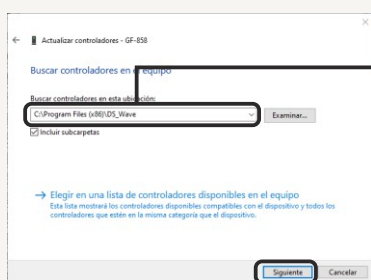 Actualizar controladores - GF-858
Buscar controladores en el equipo
Buscar controladores en esta ubicación:
C:\Program Files (x86)\DS_Wave
Examinar...
Incluir subcarpetas
Elegir en una lista de controladores disponibles en el equipo
Esta lista mostrará los controladores disponibles compatibles con el dispositivo y todos los
controladores que estén en la misma categoría que el dispositivo.
Siguiente
Cancelar